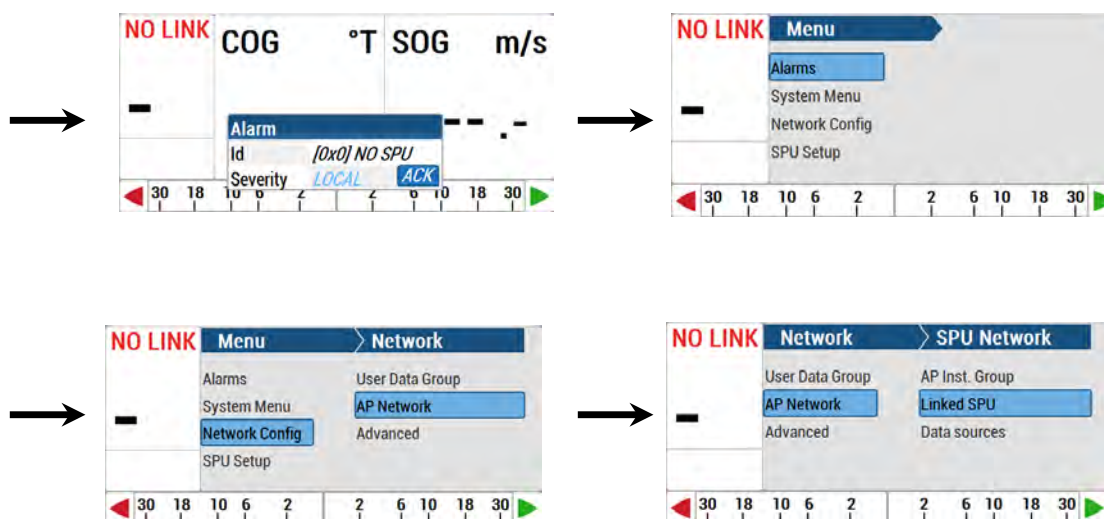 NO LINK COG °T SOG m/s
Alarm
Id [0x0] NO SPU
Severity LOCAL ACK
30 18 10 6 2 2 6 10 18 30
NO LINK Menu
Alarms
System Menu
Network Config
SPU Setup
30 18 10 6 2 2 6 10 18 30
NO LINK Menu Network
Alarms User Data Group
System Menu AP Network
Network Config Advanced
SPU Setup
30 18 10 6 2 2 6 10 18 30
NO LINK Network SPU Network
User Data Group AP Inst. Group
AP Network Linked SPU
Advanced Data sources
30 18 10 6 2 2 6 10 18 30